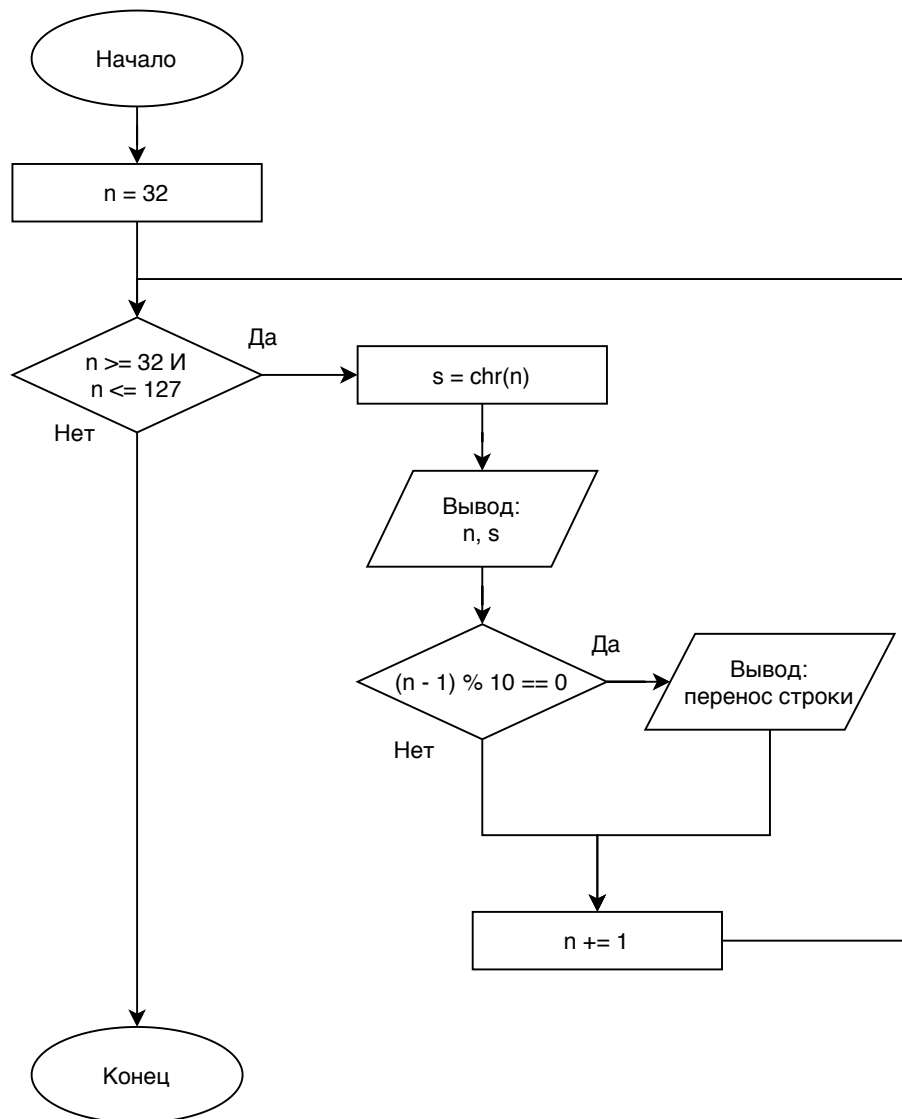 Начало
n = 32
n >= 32 И
n <= 127
Да
Нет
s = chr(n)
Вывод:
n, s
(n - 1) % 10 == 0
Да
Нет
Вывод:
перенос строки
n += 1
Конец